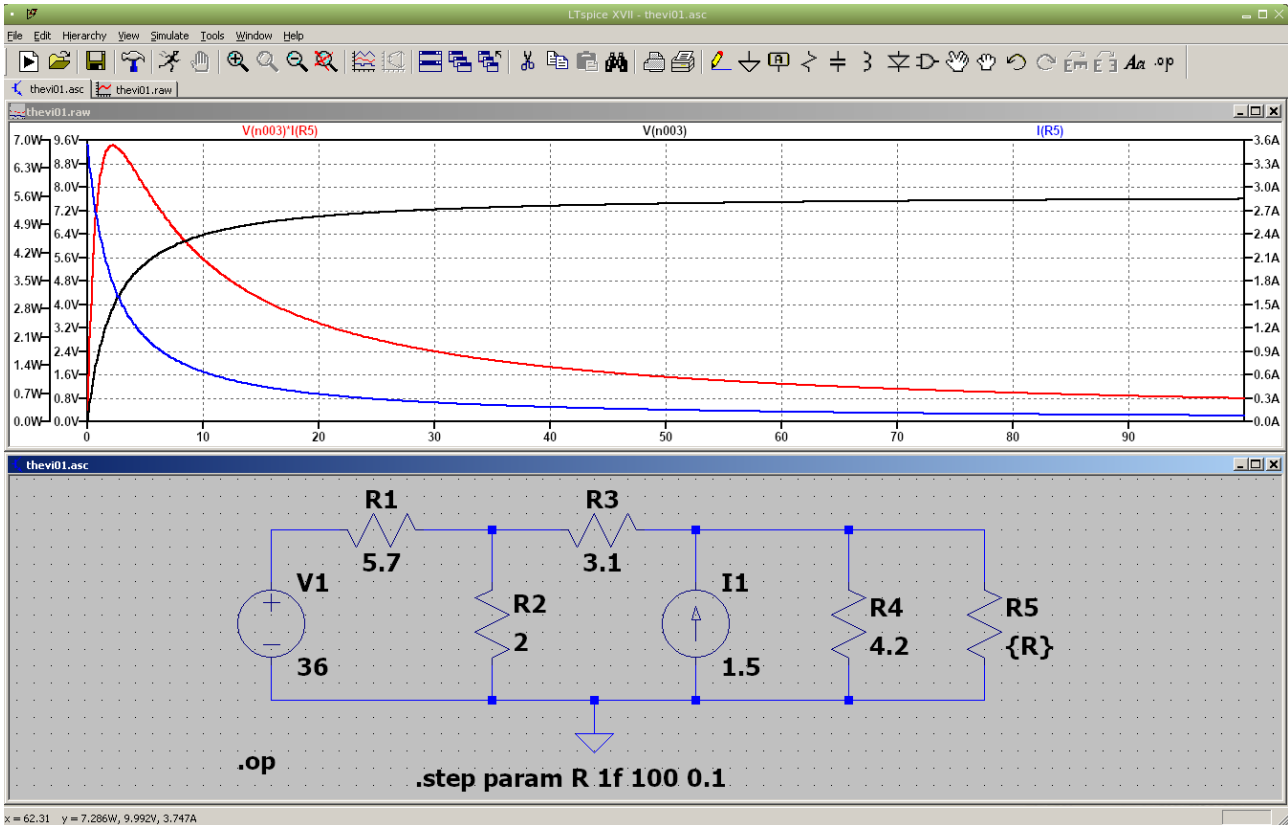 LTspice XVII - thevi01.asc
File Edit Hierarchy View Simulate Tools Window Help
thevi01.asc thevi01.raw
thevi01.raw
V(n003)*I(R5) V(n003) I(R5)
7.0W 9.6V 3.6A
6.3W 8.8V 3.3A
5.6W 8.0V 3.0A
4.9W 7.2V 2.7A
4.2W 6.4V 2.4A
3.5W 5.6V 2.1A
2.8W 4.8V 1.8A
2.1W 4.0V 1.5A
1.4W 3.2V 1.2A
0.7W 2.4V 0.9A
0.0W 1.6V 0.6A
0.8V 0.3A
0.0V 0.0A
0 10 20 30 40 50 60 70 80 90
thevi01.asc
R1 R3
5.7 3.1
V1 I1
R2 R4 R5
2 4.2 {R}
36 1.5
.op
.step param R 1f 100 0.1
x = 62.31 y = 7.286W, 9.992V, 3.747A